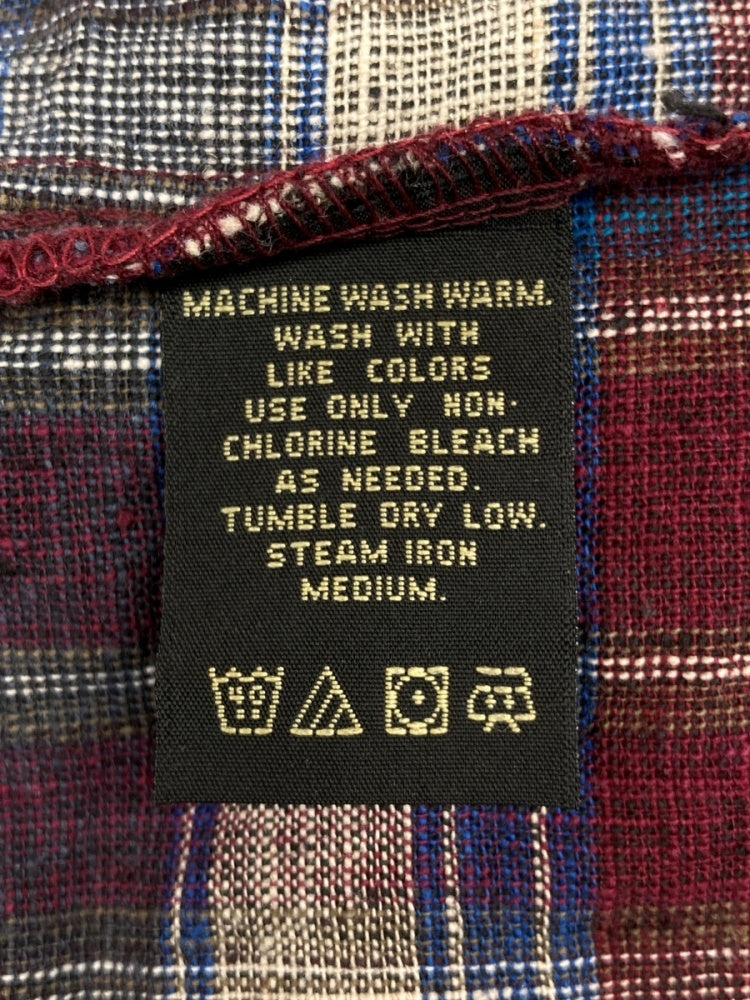 MACHINE WASH WARM.
WASH WITH
LIKE COLORS
USE ONLY NON-
CHLORINE BLEACH
AS NEEDED.
TUMBLE DRY LOW.
STEAM IRON
MEDIUM.
40